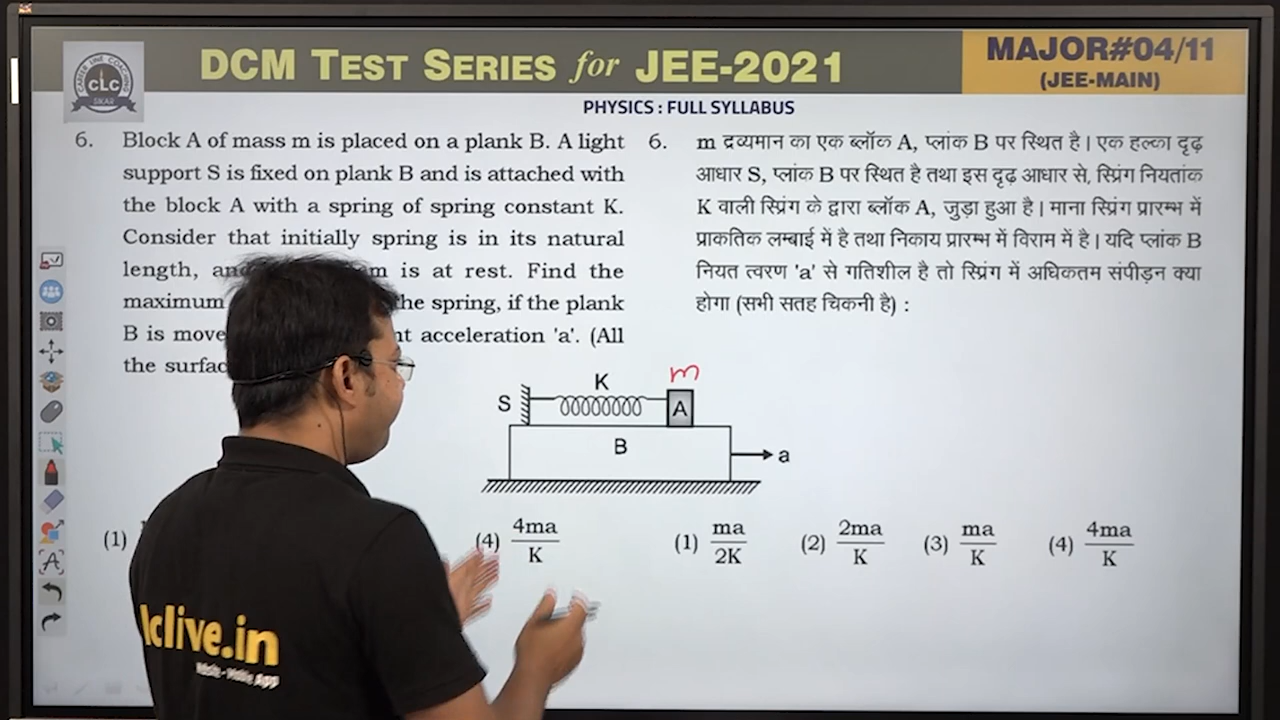 DCM TEST SERIES for JEE-2021
MAJOR#04/11
(JEE-MAIN)
CAREER LINE COACHING
CLC
SIKAR
PHYSICS : FULL SYLLABUS
6. Block A of mass m is placed on a plank B. A light
support S is fixed on plank B and is attached with
the block A with a spring of spring constant K.
Consider that initially spring is in its natural
length, m is at rest. Find the
maximum the spring, if the plank
B is move acceleration 'a'. (All
the
6. m द्रव्यमान का एक ब्लॉक A, प्लांक B पर स्थित है। एक हल्का दृढ़
आधार S, प्लांक B पर स्थित है तथा इस दृढ़ आधार से, स्प्रिंग नियतांक
K वाली स्प्रिंग के द्वारा ब्लॉक A, जुड़ा हुआ है। माना स्प्रिंग प्रारम्भ में
प्राकतिक लम्बाई में है तथा निकाय प्रारम्भ में विराम में है। यदि प्लांक B
नियत त्वरण 'a' से गतिशील है तो स्प्रिंग में अधिकतम संपीड़न क्या
होगा (सभी सतह चिकनी है) :
m
K
S
A
B
a
(1)
(4) 4ma/K
(1) ma/2K (2) 2ma/K (3) ma/K (4) 4ma/K
lclive.in